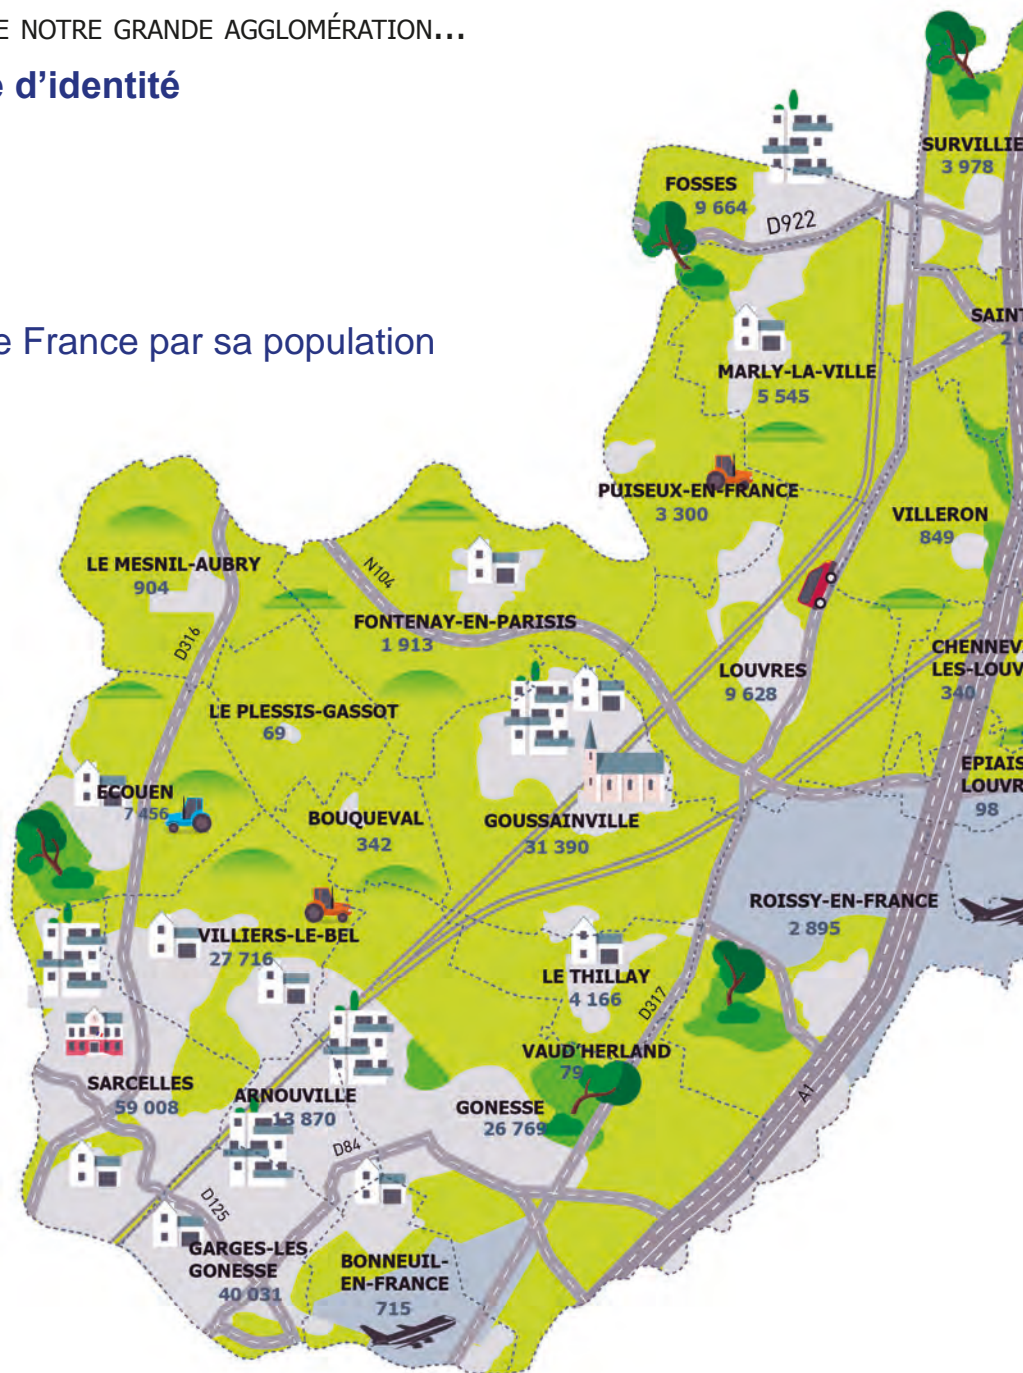 E NOTRE GRANDE AGGLOMÉRATION...
e d’identité
e France par sa population
SURVILLIE
3 978
FOSSES
9 664
D922
SAINT
2 6
MARLY-LA-VILLE
5 545
PUISEUX-EN-FRANCE
3 300
VILLERON
849
LE MESNIL-AUBRY
904
N104
D316
FONTENAY-EN-PARISIS
1 913
CHENNEV
LES-LOUV
340
LOUVRES
9 628
LE PLESSIS-GASSOT
69
EPIAIS
LOUVR
98
ECOUEN
7 456
BOUQUEVAL
342
GOUSSAINVILLE
31 390
ROISSY-EN-FRANCE
2 895
VILLIERS-LE-BEL
27 716
LE THILLAY
4 166
D317
VAUD'HERLAND
79
A1
SARCELLES
59 008
ARNOUVILLE
13 870
GONESSE
26 769
D84
D125
GARGES-LES
GONESSE
40 031
BONNEUIL-
EN-FRANCE
715